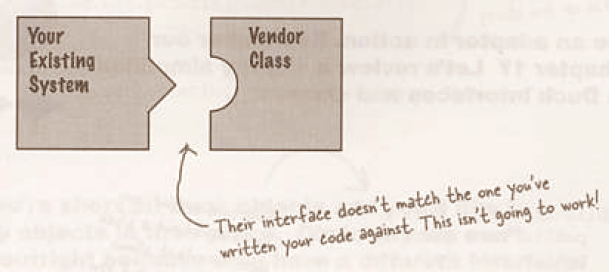 Your
Existing
System
Vendor
Class
Their interface doesn't match the one you've
written your code against. This isn't going to work!